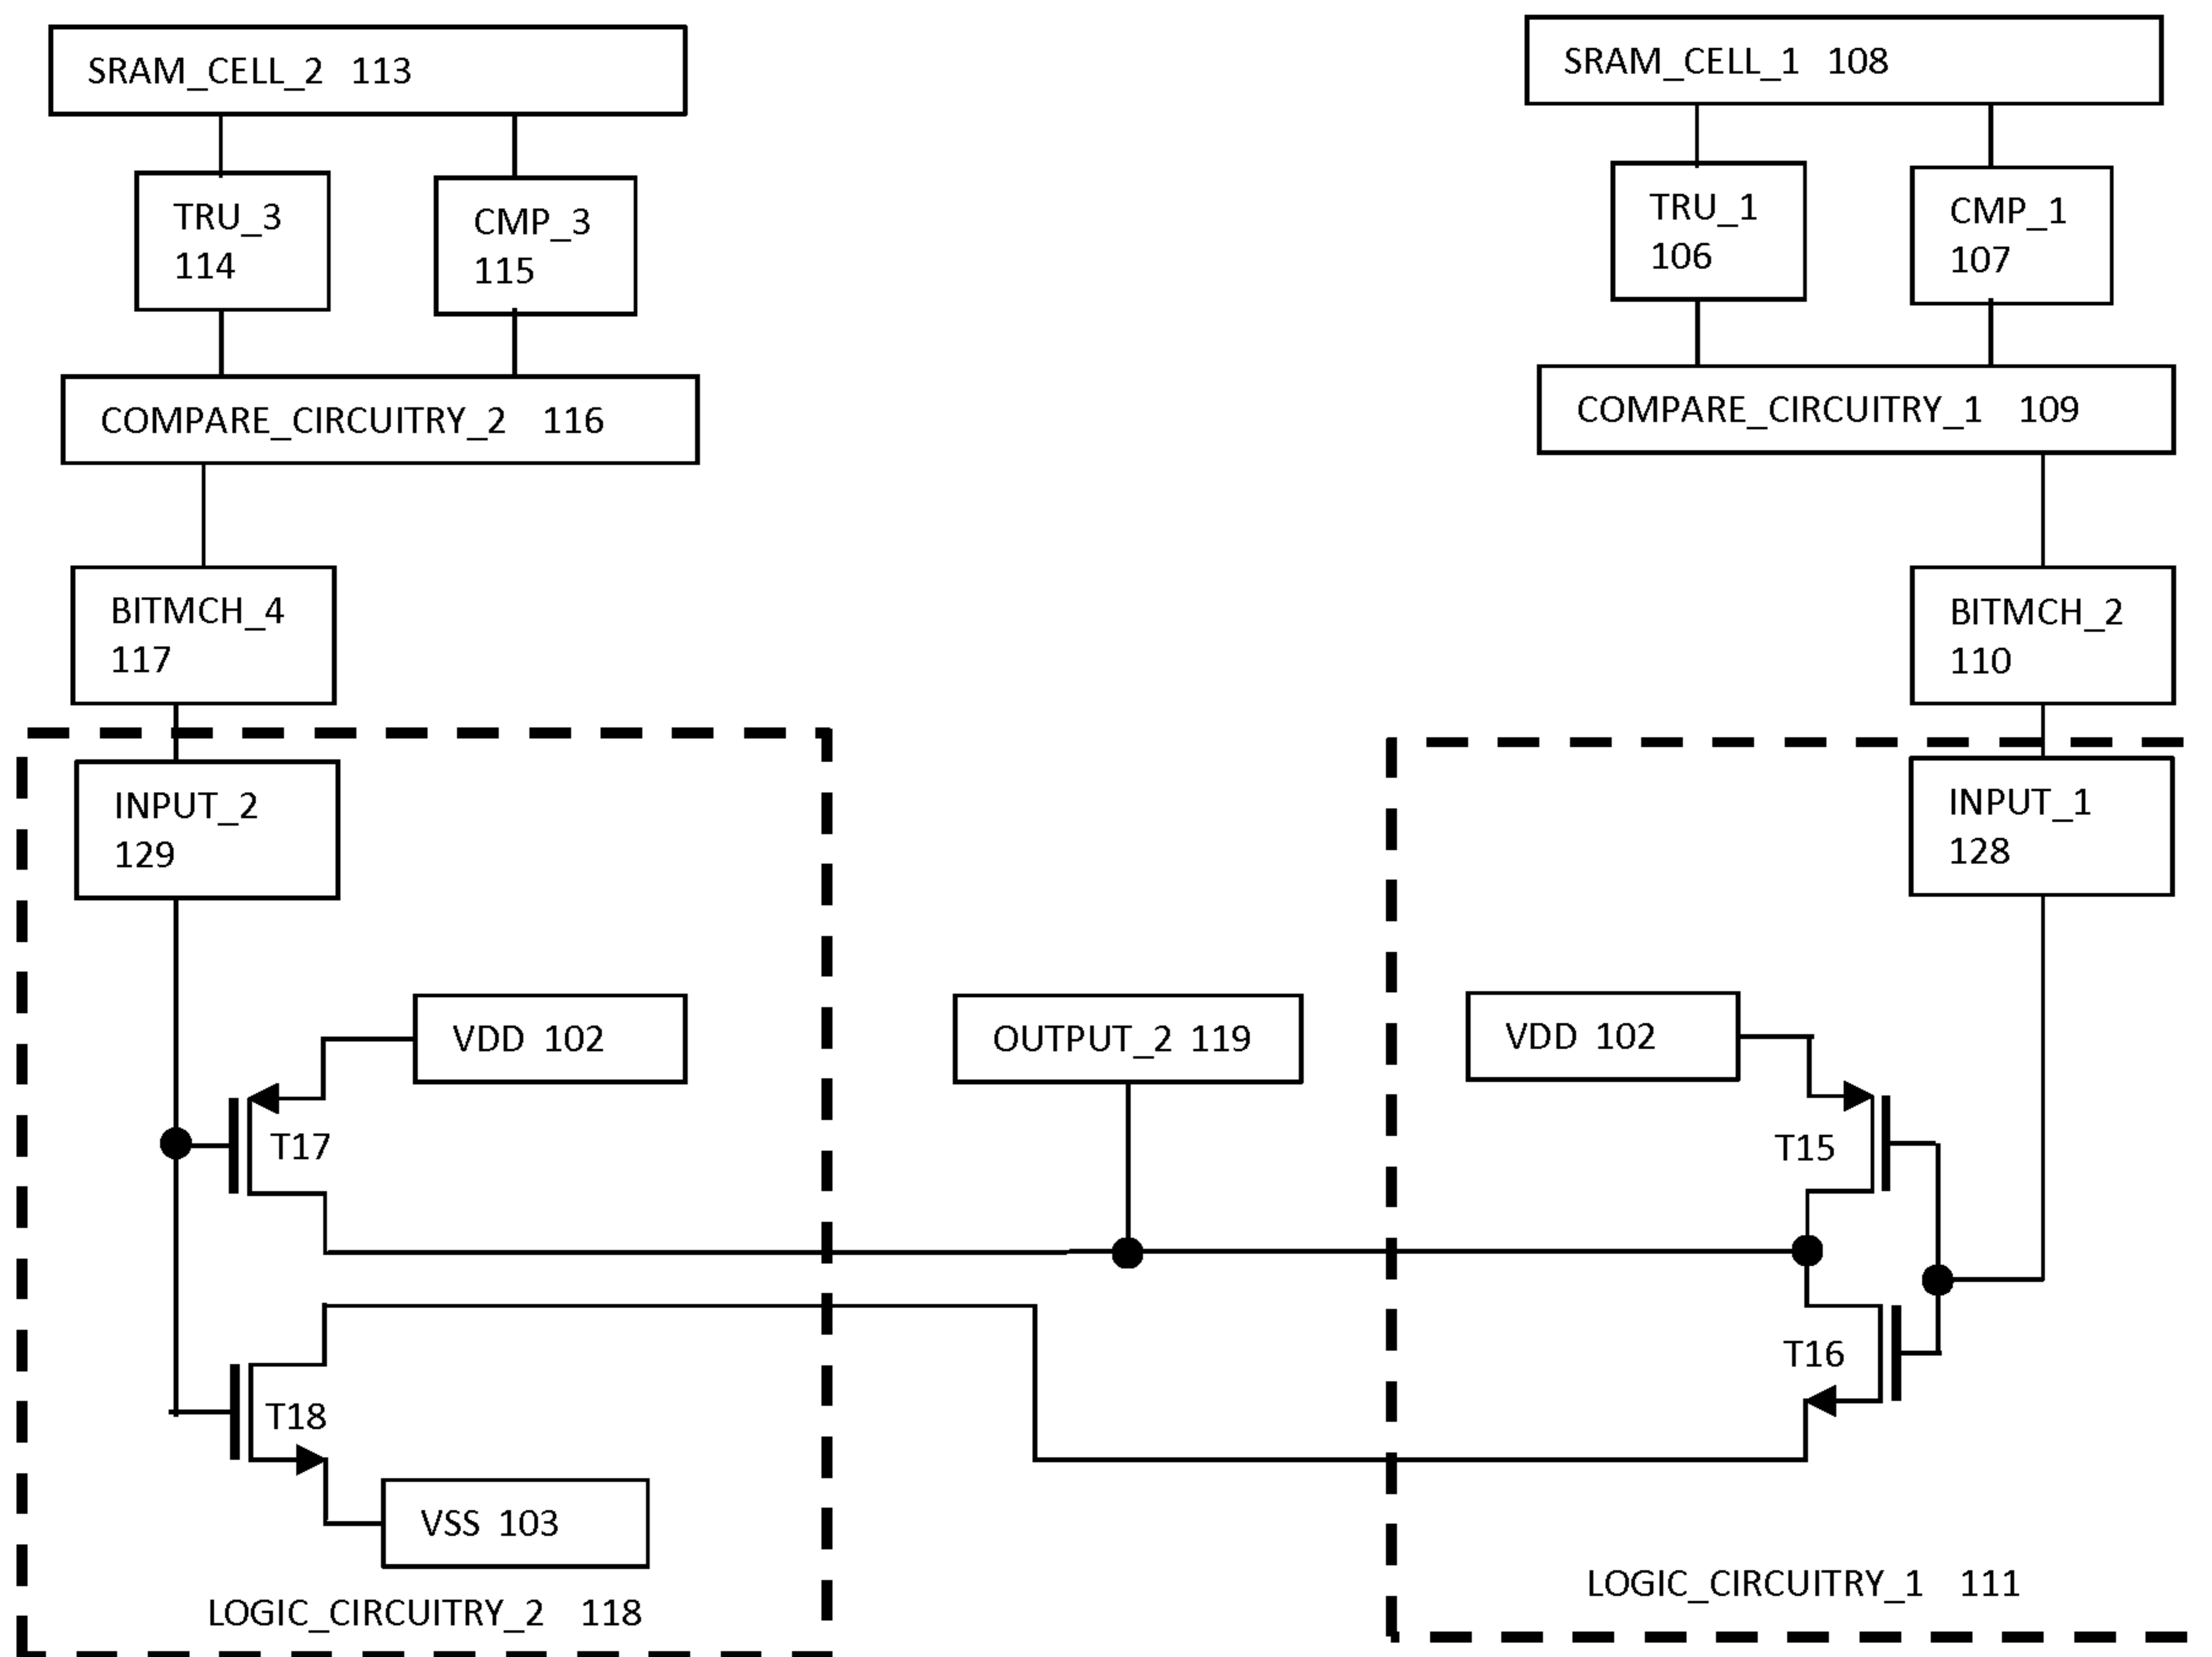 SRAM_CELL_2 113
SRAM_CELL_1 108
TRU_3
114
CMP_3
115
TRU_1
106
CMP_1
107
COMPARE_CIRCUITRY_2 116
COMPARE_CIRCUITRY_1 109
BITMCH_4
117
BITMCH_2
110
INPUT_2
129
INPUT_1
128
VDD 102
OUTPUT_2 119
VDD 102
T17
T15
T16
T18
VSS 103
LOGIC_CIRCUITRY_2 118
LOGIC_CIRCUITRY_1 111